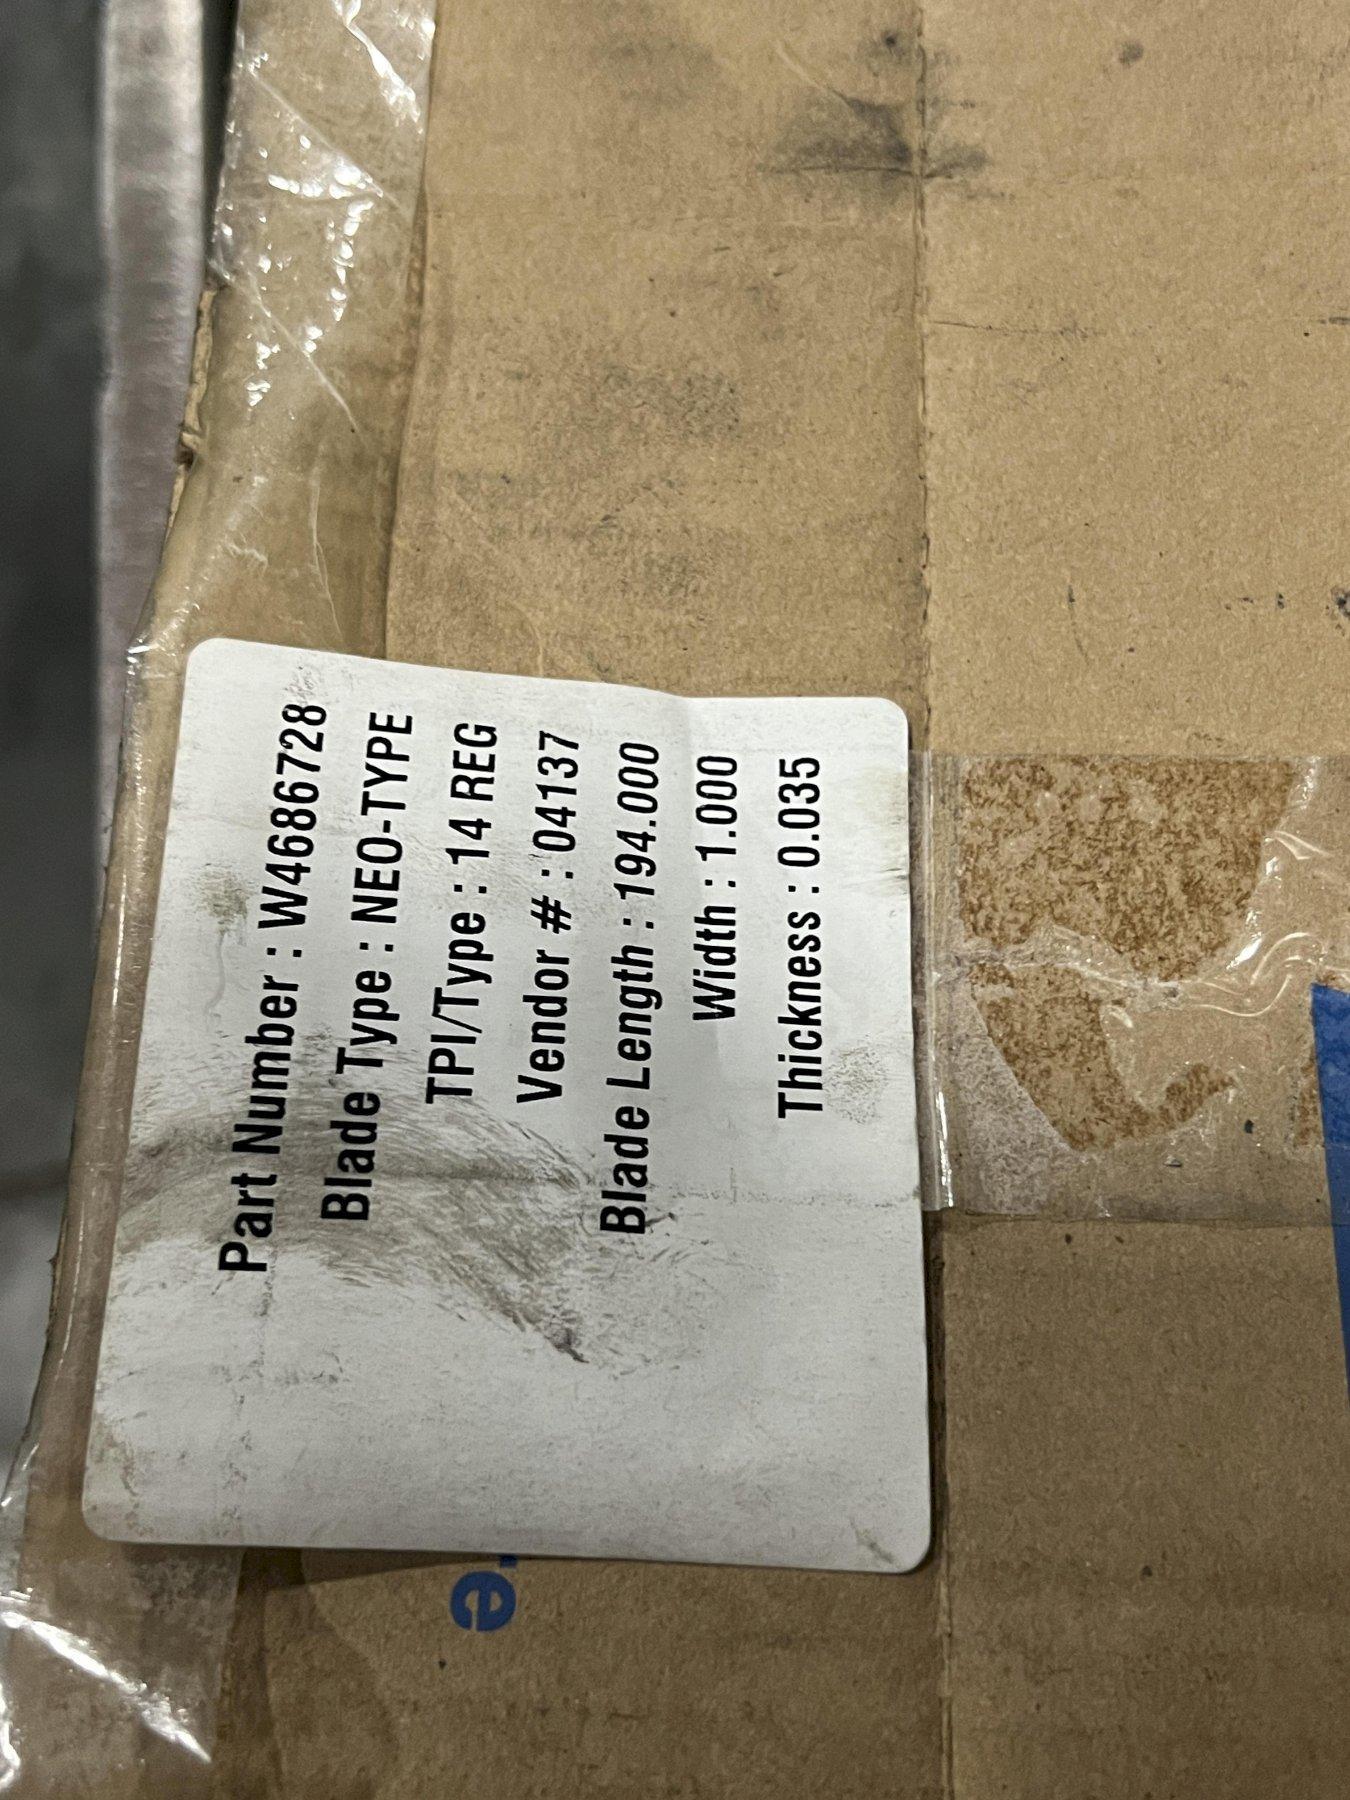 Part Number : W4686728
Blade Type : NEO-TYPE
TPI/Type : 14 REG
Vendor # : 04137
Blade Length : 194.000
Width : 1.000
Thickness : 0.035